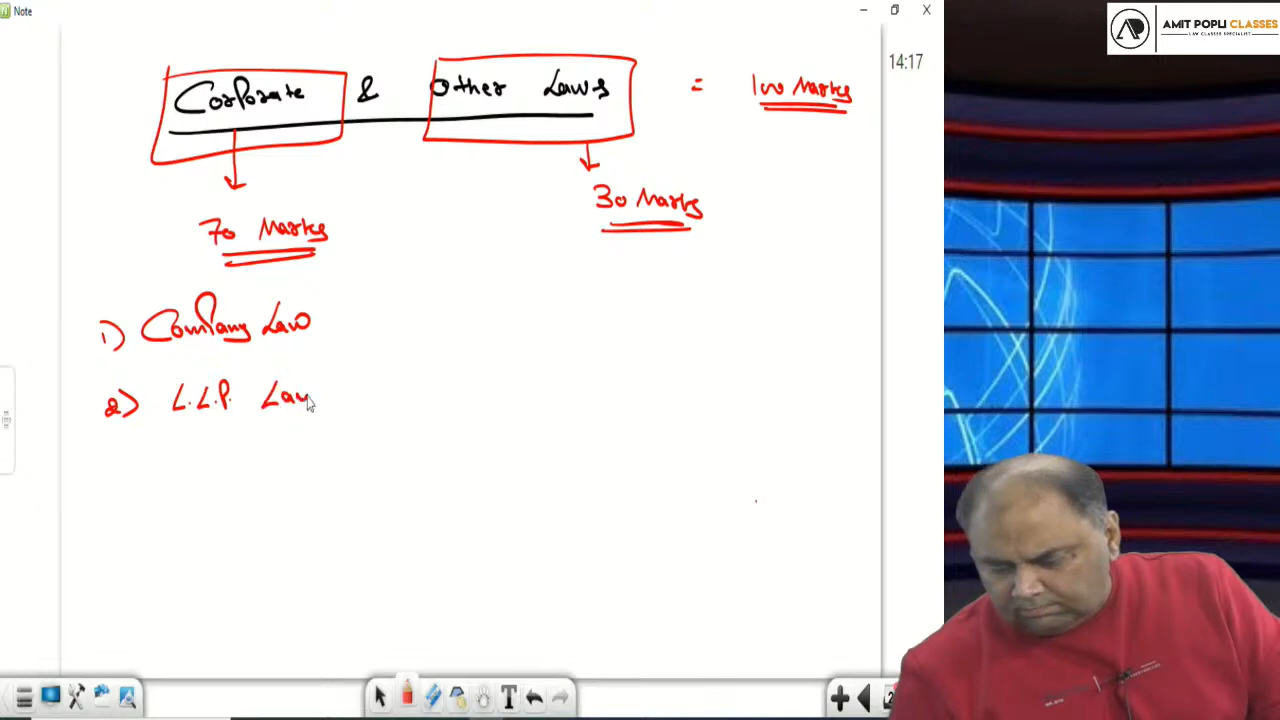 Note
AMIT POPLI CLASSES
LAW CLASSES SPECIALIST
14:17
Corporate & Other Laws = 100 Marks
30 Marks
70 Marks
1) Company Law
2) L.L.P. Law
T
2